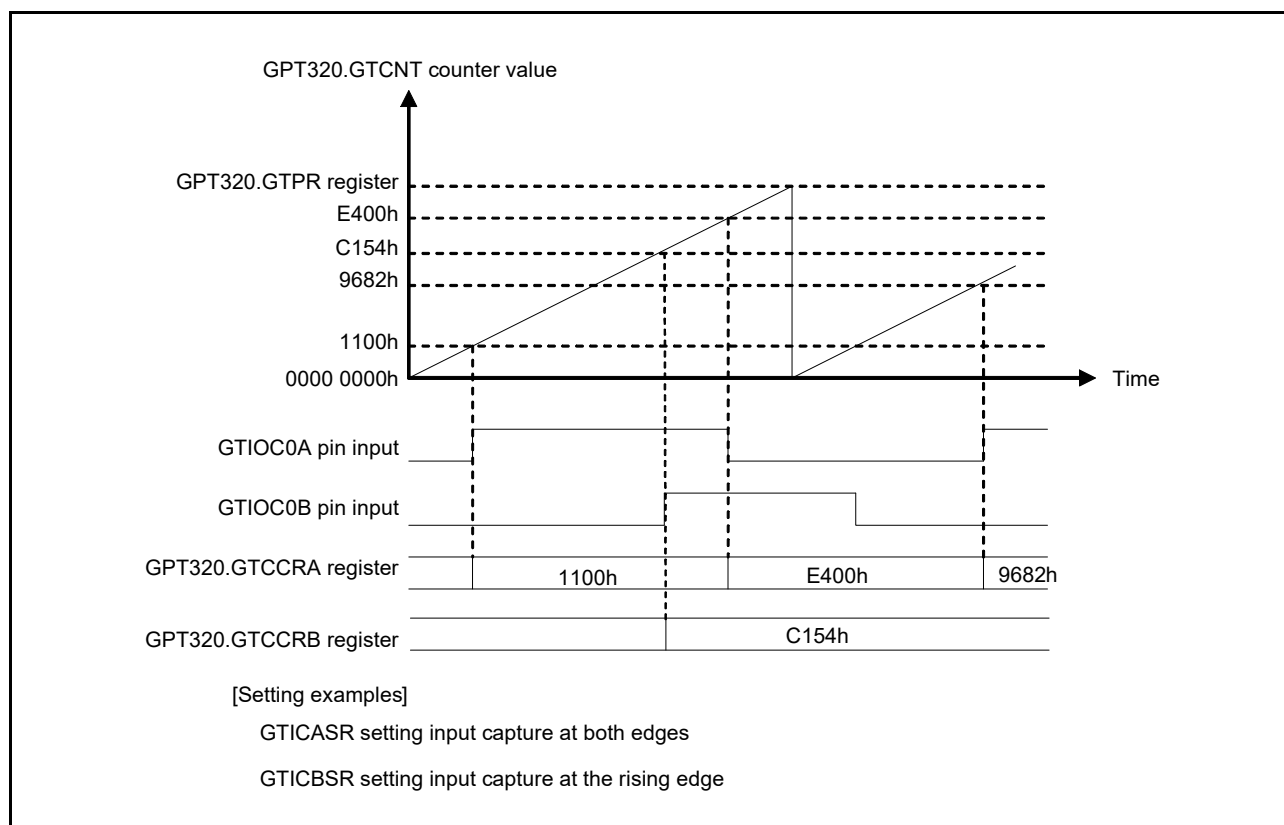 GPT320.GTCNT counter value
GPT320.GTPR register
E400h
C154h
9682h
1100h
0000 0000h
Time
GTIOC0A pin input
GTIOC0B pin input
GPT320.GTCCRA register
1100h
E400h
9682h
GPT320.GTCCRB register
C154h
[Setting examples]
GTICASR setting input capture at both edges
GTICBSR setting input capture at the rising edge